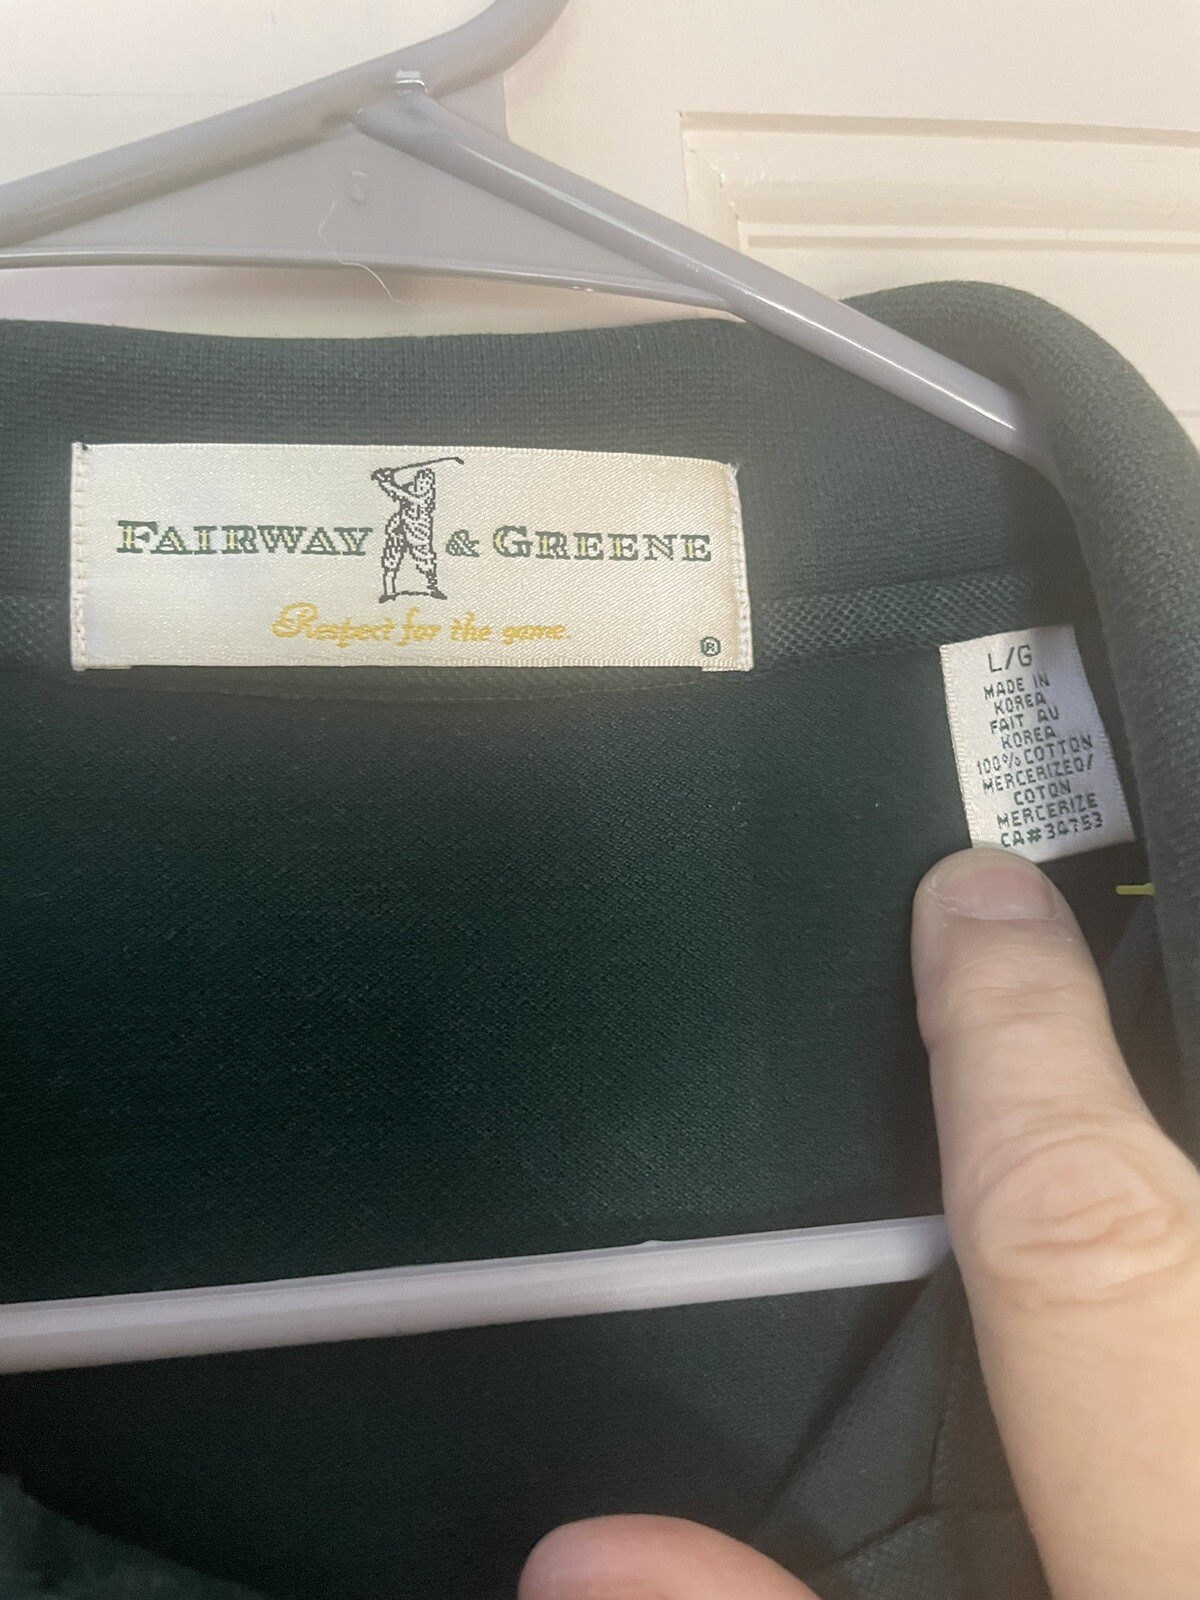 FAIRWAY & GREENE
Respect for the game.
®
L/G
MADE IN
KOREA
FAIT AU
KOREA
100% COTTON
MERCERIZED/
COTON
MERCERIZE
CA#34753